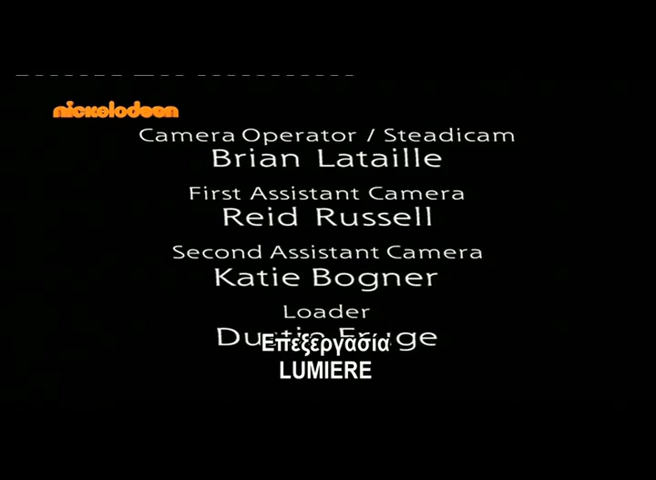 nickelodeon
Camera Operator / Steadicam
Brian Lataille
First Assistant Camera
Reid Russell
Second Assistant Camera
Katie Bogner
Loader
Επεξεργασία
LUMIERE